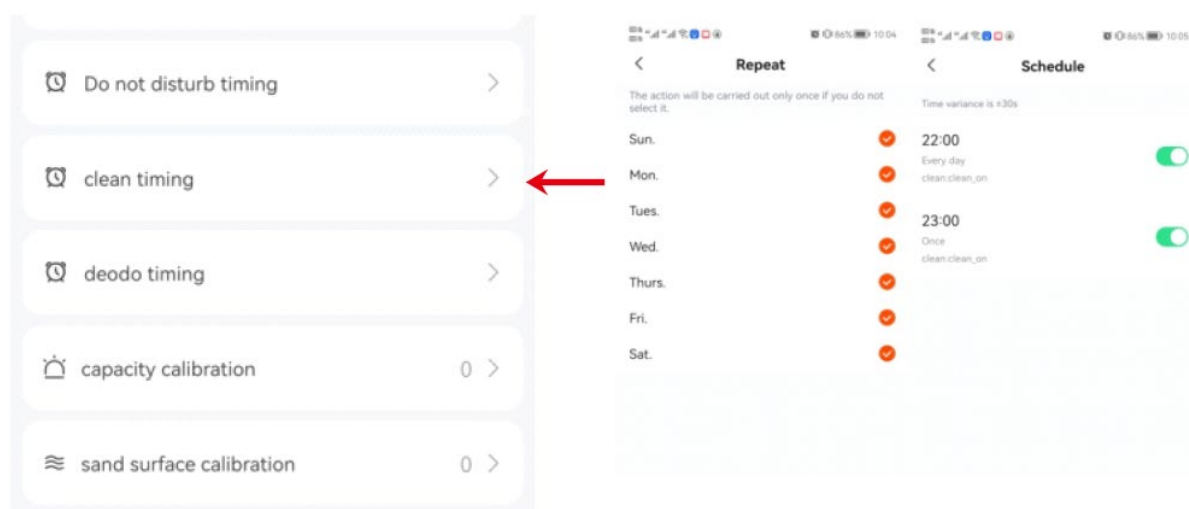 Do not disturb timing
clean timing
deodo timing
capacity calibration 0
sand surface calibration 0
86% 10:04
Repeat
The action will be carried out only once if you do not
select it.
Sun.
Mon.
Tues.
Wed.
Thurs.
Fri.
Sat.
86% 10:05
Schedule
Time variance is ±30s
22:00
Every day
clean:clean_on
23:00
Once
clean:clean_on